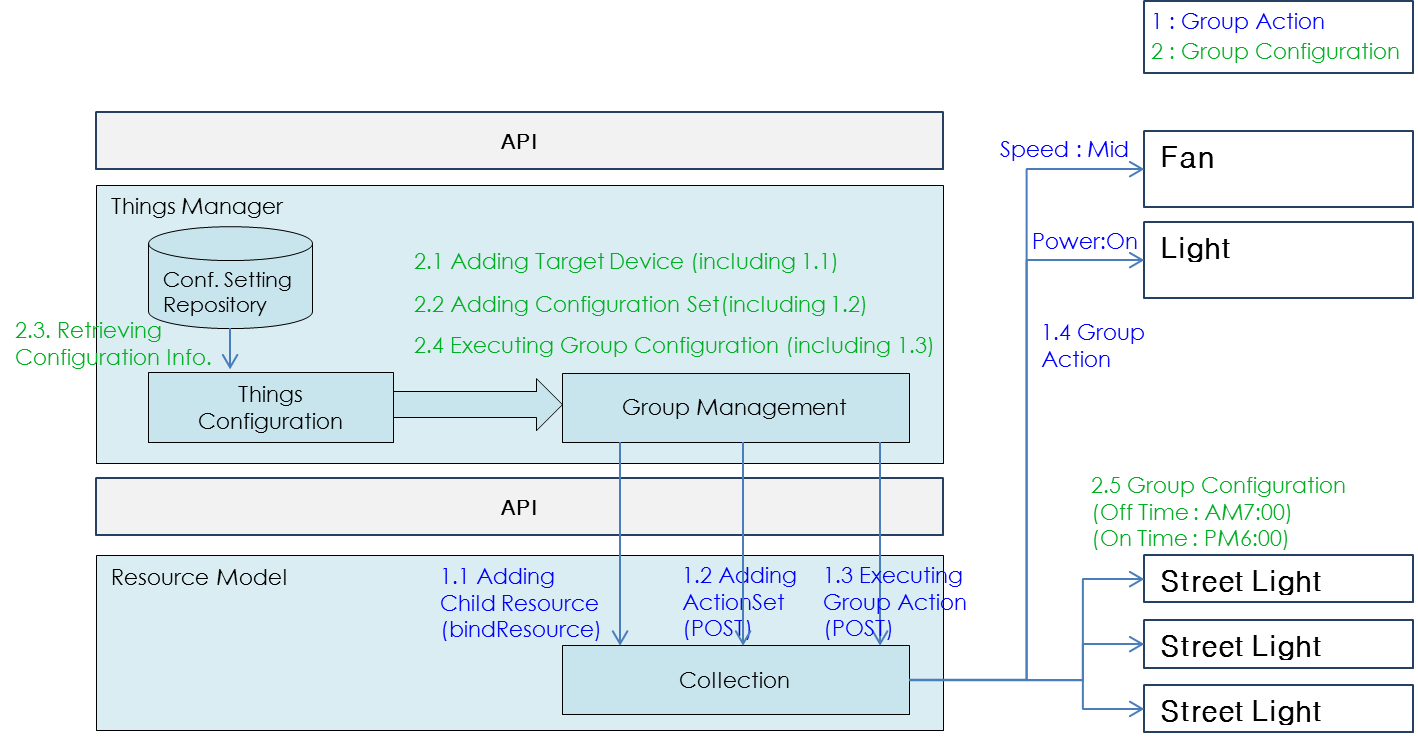 1 : Group Action
2 : Group Configuration
API
Speed : Mid
Fan
Things Manager
Power:On
Light
Conf. Setting
Repository
2.1 Adding Target Device (including 1.1)
2.2 Adding Configuration Set(including 1.2)
2.4 Executing Group Configuration (including 1.3)
2.3. Retrieving
Configuration Info.
1.4 Group
Action
Things
Configuration
Group Management
API
2.5 Group Configuration
(Off Time : AM7:00)
(On Time : PM6:00)
Resource Model
1.1 Adding
Child Resource
(bindResource)
1.2 Adding
ActionSet
(POST)
1.3 Executing
Group Action
(POST)
Collection
Street Light
Street Light
Street Light